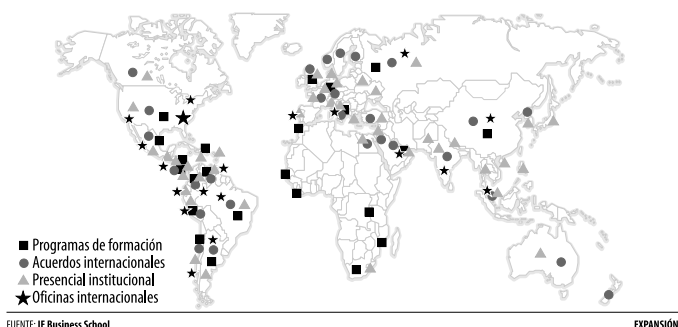 Programas de formación
Acuerdos internacionales
Presencial institucional
Oficinas internacionales
FUENTE: IE Business School
EXPANSIÓN